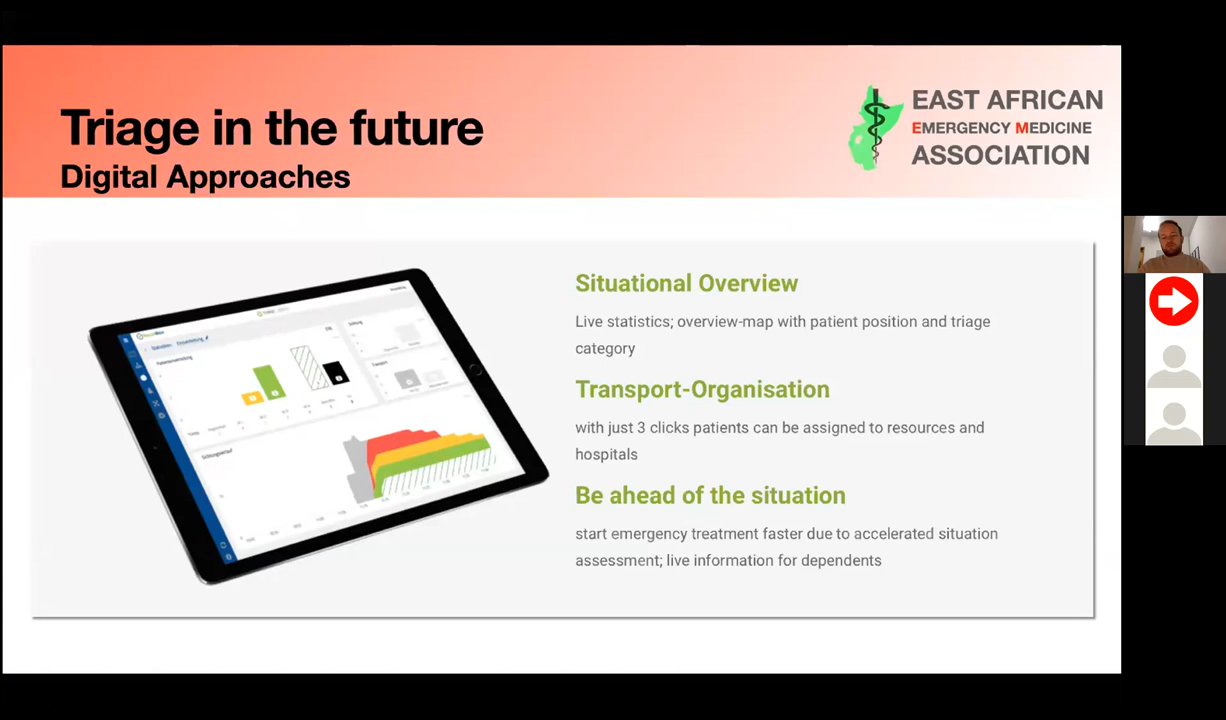 Triage in the future
Digital Approaches
EAST AFRICAN
EMERGENCY MEDICINE
ASSOCIATION
Situational Overview
Live statistics; overview-map with patient position and triage
category
Transport-Organisation
with just 3 clicks patients can be assigned to resources and
hospitals
Be ahead of the situation
start emergency treatment faster due to accelerated situation
assessment; live information for dependents